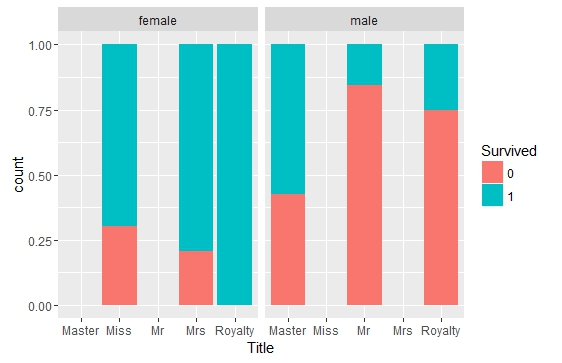 female male
1.00
0.75
0.50
0.25
0.00
count
Master Miss Mr Mrs Royalty Master Miss Mr Mrs Royalty
Title
Survived
0
1